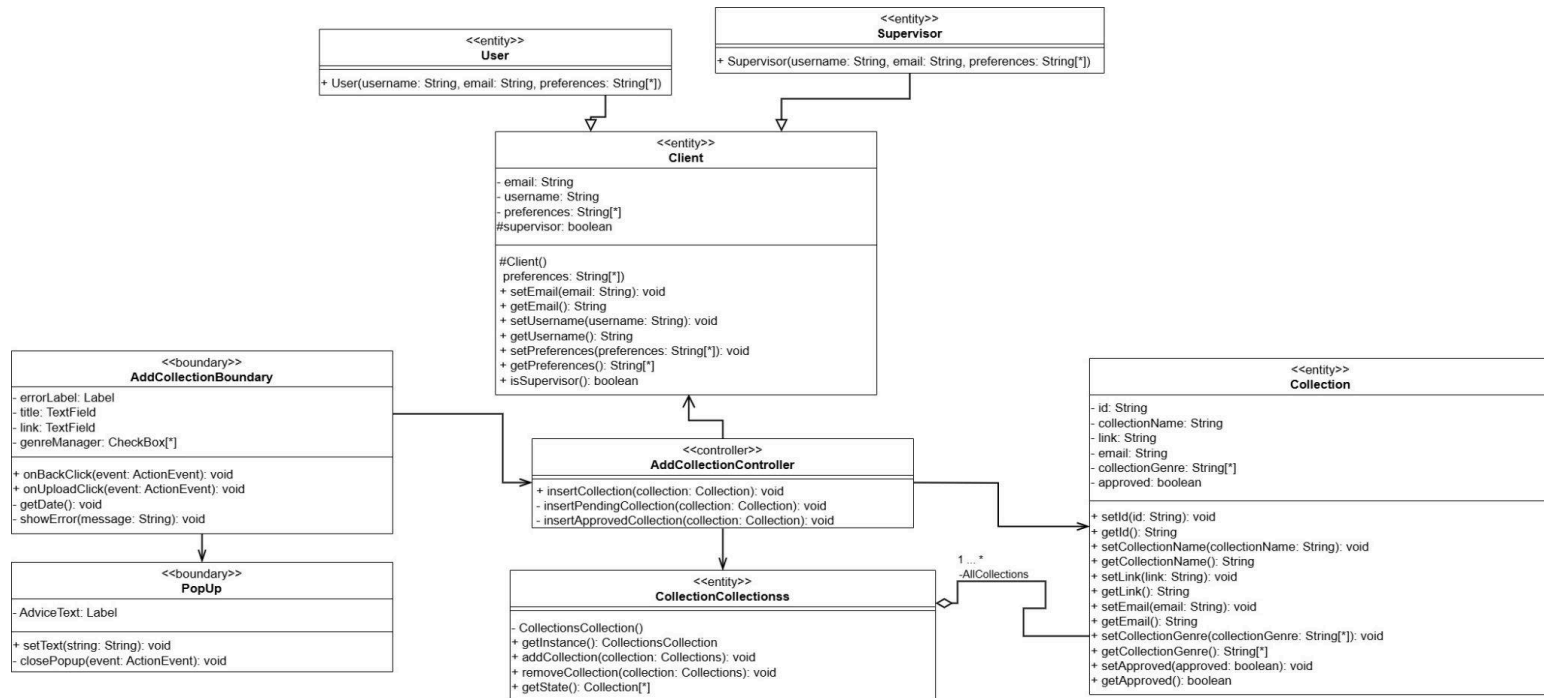 <<entity>>
User
+ User(username: String, email: String, preferences: String[*])
<<entity>>
Supervisor
+ Supervisor(username: String, email: String, preferences: String[*])
<<entity>>
Client
- email: String
- username: String
- preferences: String[*]
#supervisor: boolean
#Client()
preferences: String[*])
+ setEmail(email: String): void
+ getEmail(): String
+ setUsername(username: String): void
+ getUsername(): String
+ setPreferences(preferences: String[*]): void
+ getPreferences(): String[*]
+ isSupervisor(): boolean
<<boundary>>
AddCollectionBoundary
- errorLabel: Label
- title: TextField
- link: TextField
- genreManager: CheckBox[*]
+ onBackClick(event: ActionEvent): void
+ onUploadClick(event: ActionEvent): void
- getDate(): void
- showError(message: String): void
<<boundary>>
PopUp
- AdviceText: Label
+ setText(string: String): void
- closePopup(event: ActionEvent): void
<<controller>>
AddCollectionController
+ insertCollection(collection: Collection): void
- insertPendingCollection(collection: Collection): void
- insertApprovedCollection(collection: Collection): void
<<entity>>
CollectionCollectionss
- CollectionsCollection()
+ getInstance(): CollectionsCollection
+ addCollection(collection: Collections): void
+ removeCollection(collection: Collections): void
+ getState(): Collection[*]
1 ... *
-AllCollections
<<entity>>
Collection
- id: String
- collectionName: String
- link: String
- email: String
- collectionGenre: String[*]
- approved: boolean
+ setId(id: String): void
+ getId(): String
+ setCollectionName(collectionName: String): void
+ getCollectionName(): String
+ setLink(link: String): void
+ getLink(): String
+ setEmail(email: String): void
+ getEmail(): String
+ setCollectionGenre(collectionGenre: String[*]): void
+ getCollectionGenre(): String[*]
+ setApproved(approved: boolean): void
+ getApproved(): boolean